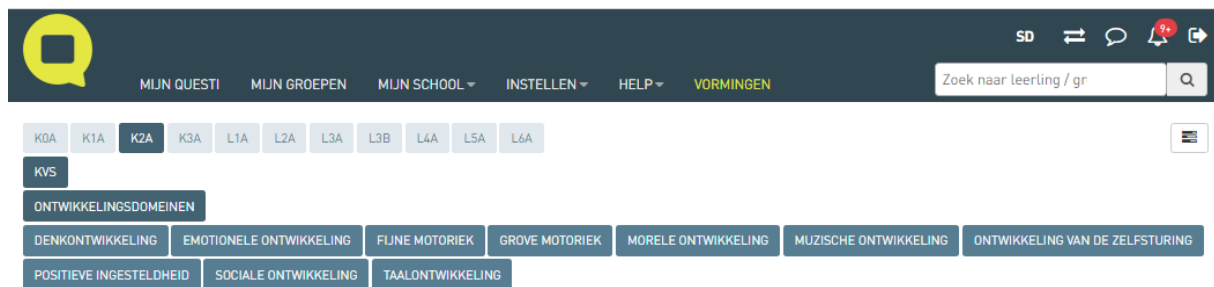 SD 9+
MIJN QUESTI MIJN GROEPEN MIJN SCHOOL INSTELLEN HELP VORMINGEN Zoek naar leerling / gr
K0A K1A K2A K3A L1A L2A L3A L3B L4A L5A L6A
KVS
ONTWIKKELINGSDOMEINEN
DENKONTWIKKELING EMOTIONELE ONTWIKKELING FIJNE MOTORIEK GROVE MOTORIEK MORELE ONTWIKKELING MUZISCHE ONTWIKKELING ONTWIKKELING VAN DE ZELFSTURING
POSITIEVE INGESTELDHEID SOCIALE ONTWIKKELING TAALONTWIKKELING